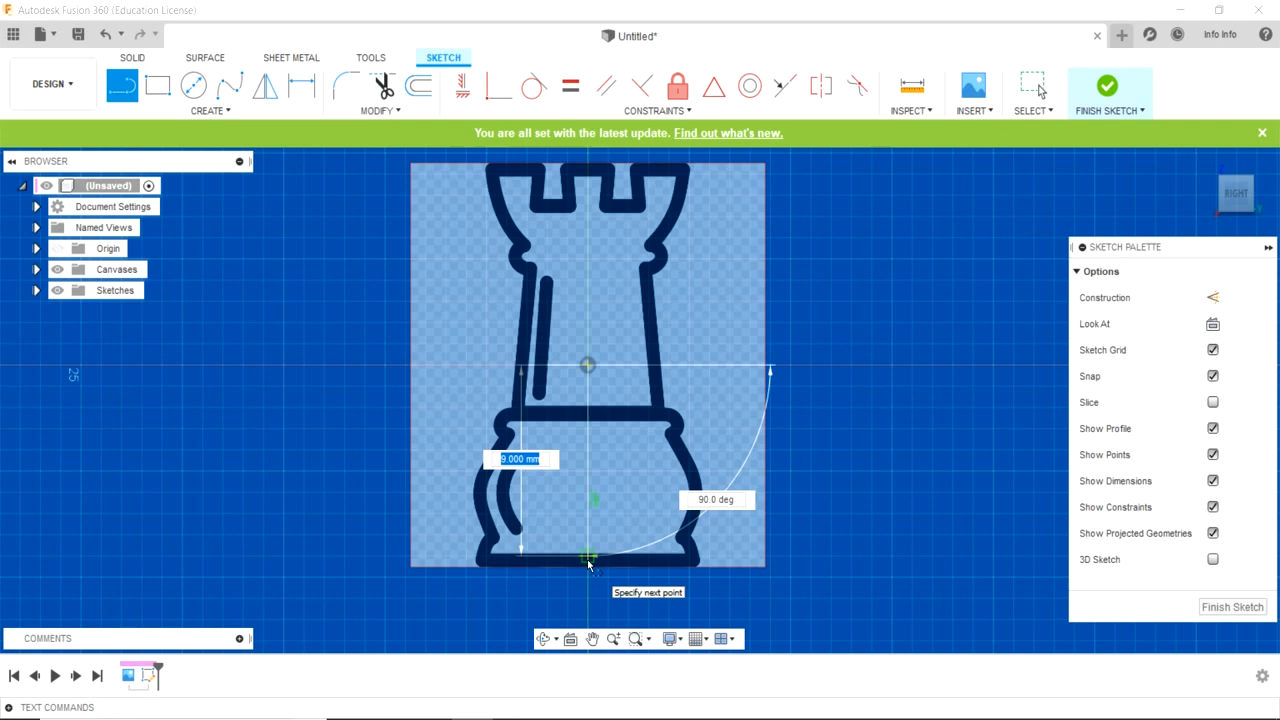 Autodesk Fusion 360 (Education License)
Untitled*
Info Info
SOLID SURFACE SHEET METAL TOOLS SKETCH
DESIGN
CREATE MODIFY CONSTRAINTS INSPECT INSERT SELECT FINISH SKETCH
You are all set with the latest update. Find out what's new.
BROWSER
(Unsaved)
Document Settings
Named Views
Origin
Canvases
Sketches
RIGHT
SKETCH PALETTE
Options
Construction
Look At
Sketch Grid
Snap
Slice
Show Profile
Show Points
Show Dimensions
Show Constraints
Show Projected Geometries
3D Sketch
Finish Sketch
25
9.000 mm
90.0 deg
Specify next point
COMMENTS
TEXT COMMANDS